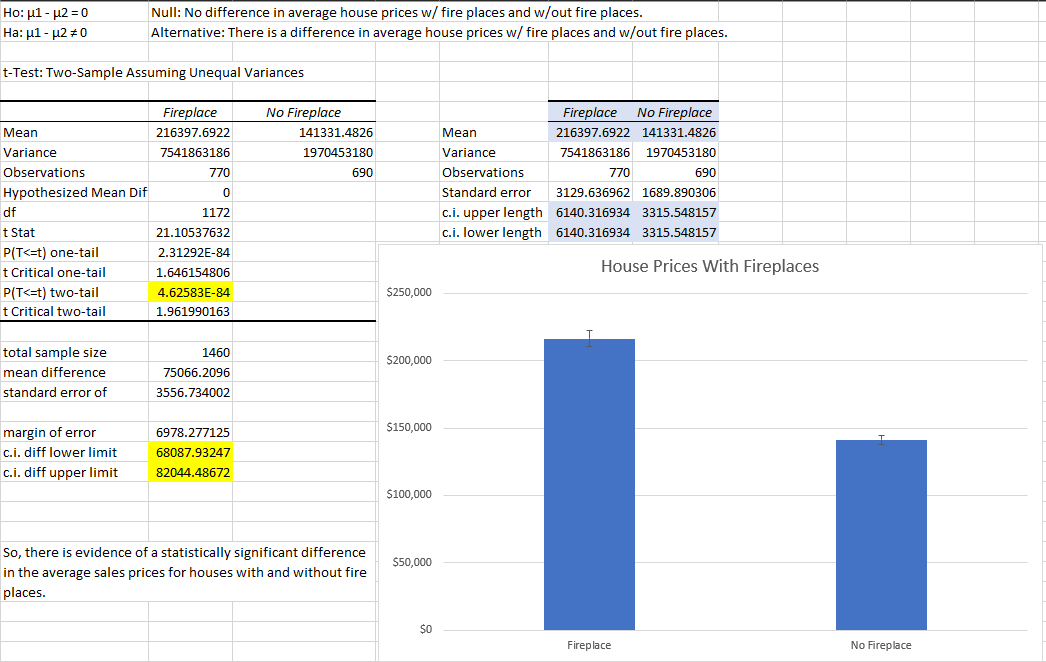 Ho: µ1 - µ2 = 0 Null: No difference in average house prices w/ fire places and w/out fire places.
Ha: µ1 - µ2 ≠ 0 Alternative: There is a difference in average house prices w/ fire places and w/out fire places.
t-Test: Two-Sample Assuming Unequal Variances
Fireplace No Fireplace
Mean 216397.6922 141331.4826
Variance 7541863186 1970453180
Observations 770 690
Hypothesized Mean Dif 0
df 1172
t Stat 21.10537632
P(T<=t) one-tail 2.31292E-84
t Critical one-tail 1.646154806
P(T<=t) two-tail 4.62583E-84
t Critical two-tail 1.961990163
total sample size 1460
mean difference 75066.2096
standard error of 3556.734002
margin of error 6978.277125
c.i. diff lower limit 68087.93247
c.i. diff upper limit 82044.48672
So, there is evidence of a statistically significant difference
in the average sales prices for houses with and without fire
places.
Fireplace No Fireplace
Mean 216397.6922 141331.4826
Variance 7541863186 1970453180
Observations 770 690
Standard error 3129.636962 1689.890306
c.i. upper length 6140.316934 3315.548157
c.i. lower length 6140.316934 3315.548157
House Prices With Fireplaces
$250,000
$200,000
$150,000
$100,000
$50,000
$0
Fireplace No Fireplace